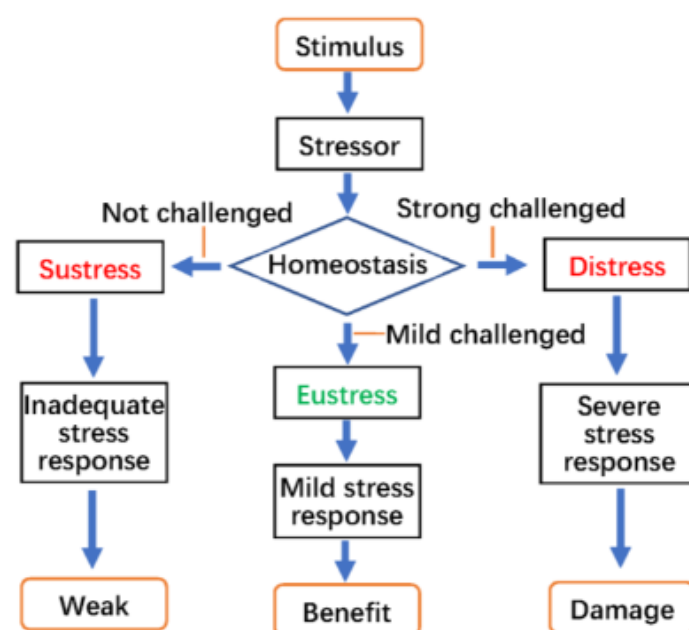 Stimulus
Stressor
Not challenged
Strong challenged
Sustress
Homeostasis
Distress
Mild challenged
Inadequate
stress
response
Eustress
Severe
stress
response
Mild stress
response
Weak
Benefit
Damage